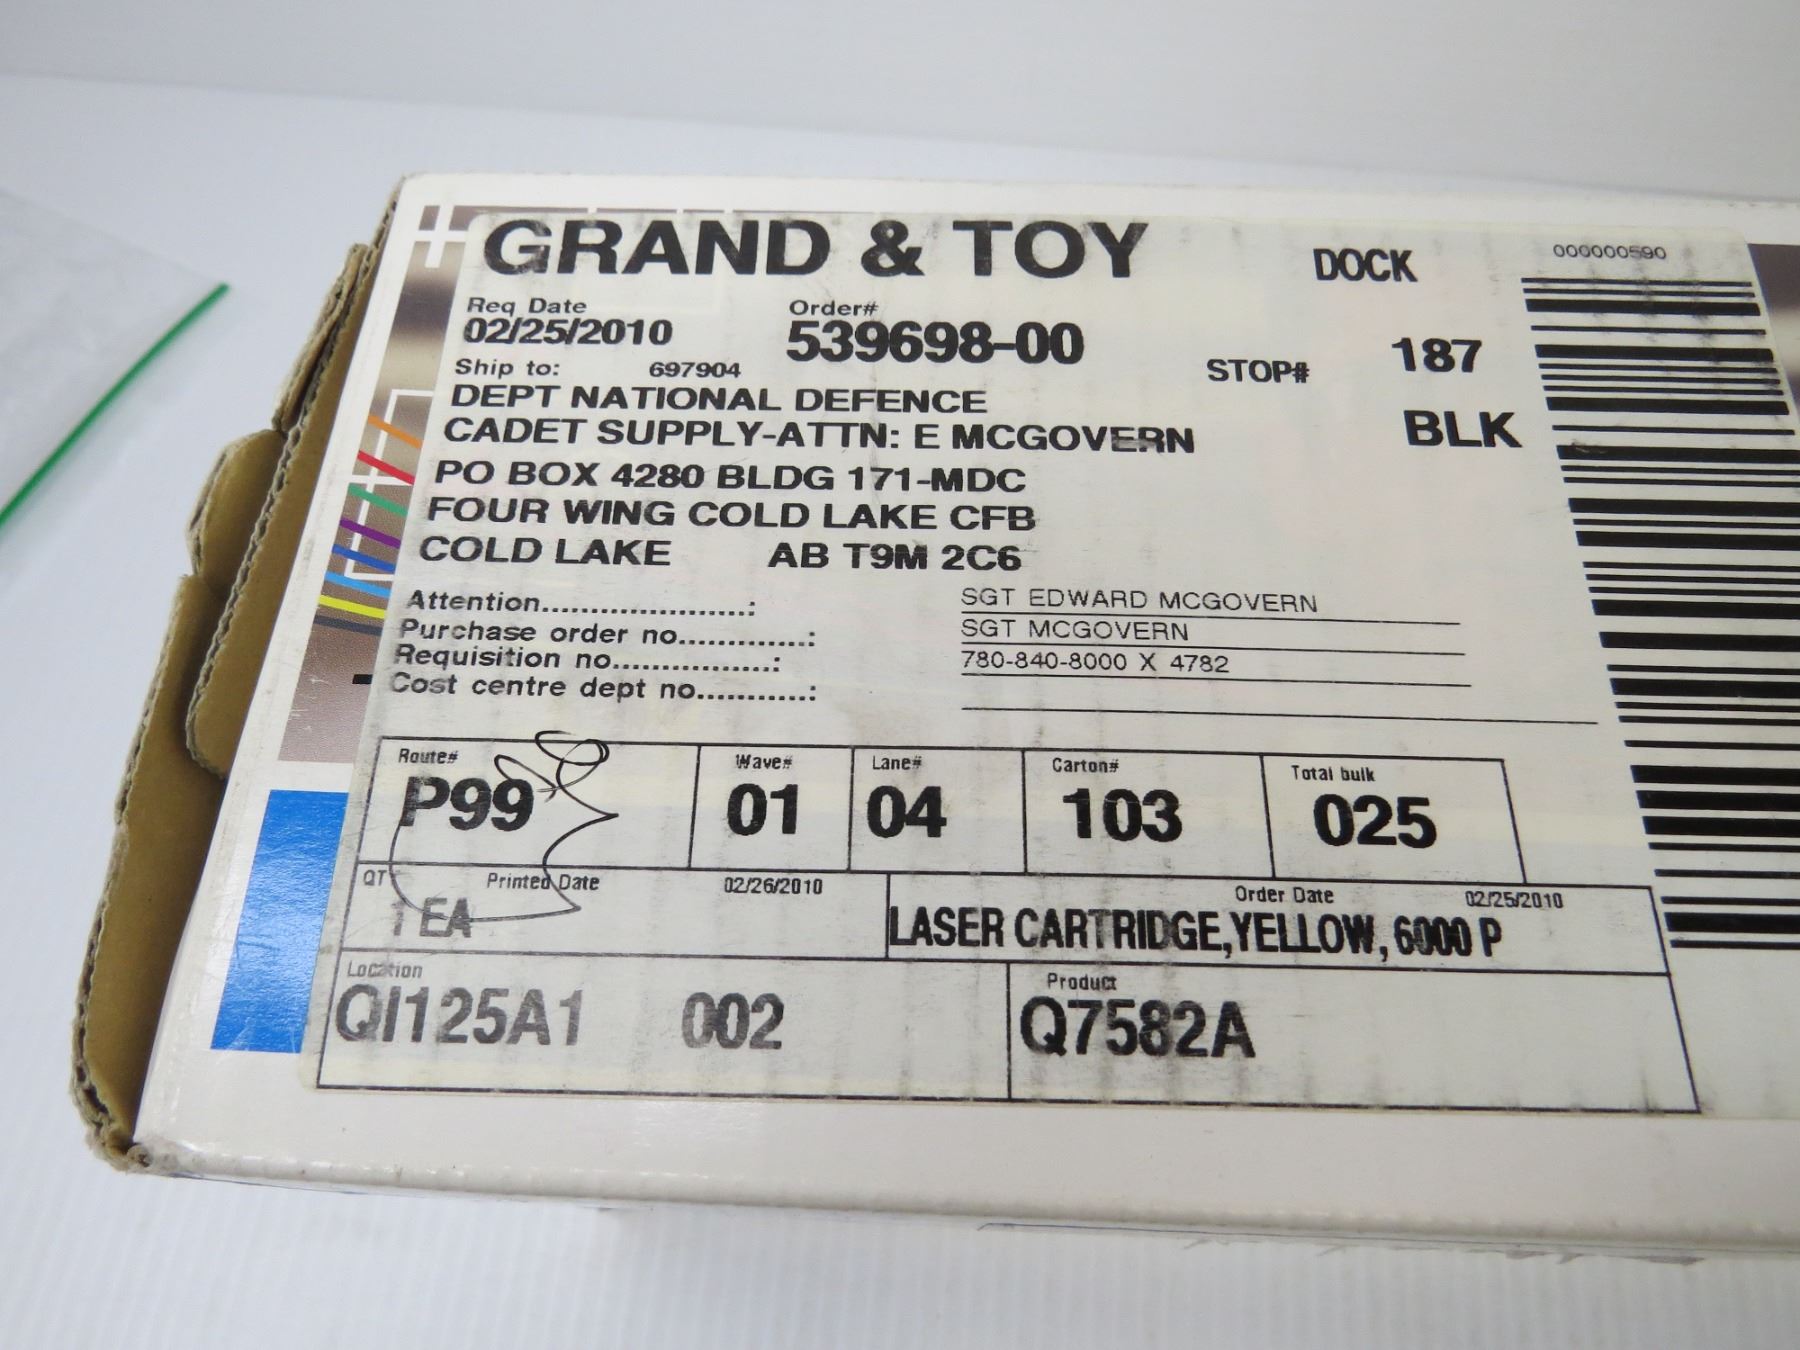 GRAND & TOY
DOCK
000000590
Req Date
02/25/2010
Order#
539698-00
STOP#
187
Ship to: 697904
BLK
DEPT NATIONAL DEFENCE
CADET SUPPLY-ATTN: E MCGOVERN
PO BOX 4280 BLDG 171-MDC
FOUR WING COLD LAKE CFB
COLD LAKE AB T9M 2C6
Attention......................: SGT EDWARD MCGOVERN
Purchase order no.............: SGT MCGOVERN
Requisition no.................: 780-840-8000 X 4782
Cost centre dept no............:
Route# Wave# Lane# Carton# Total bulk
P99 01 04 103 025
QT Printed Date 02/26/2010 Order Date 02/25/2010
1 EA LASER CARTRIDGE,YELLOW, 6000 P
Location Product
QI125A1 002 Q7582A